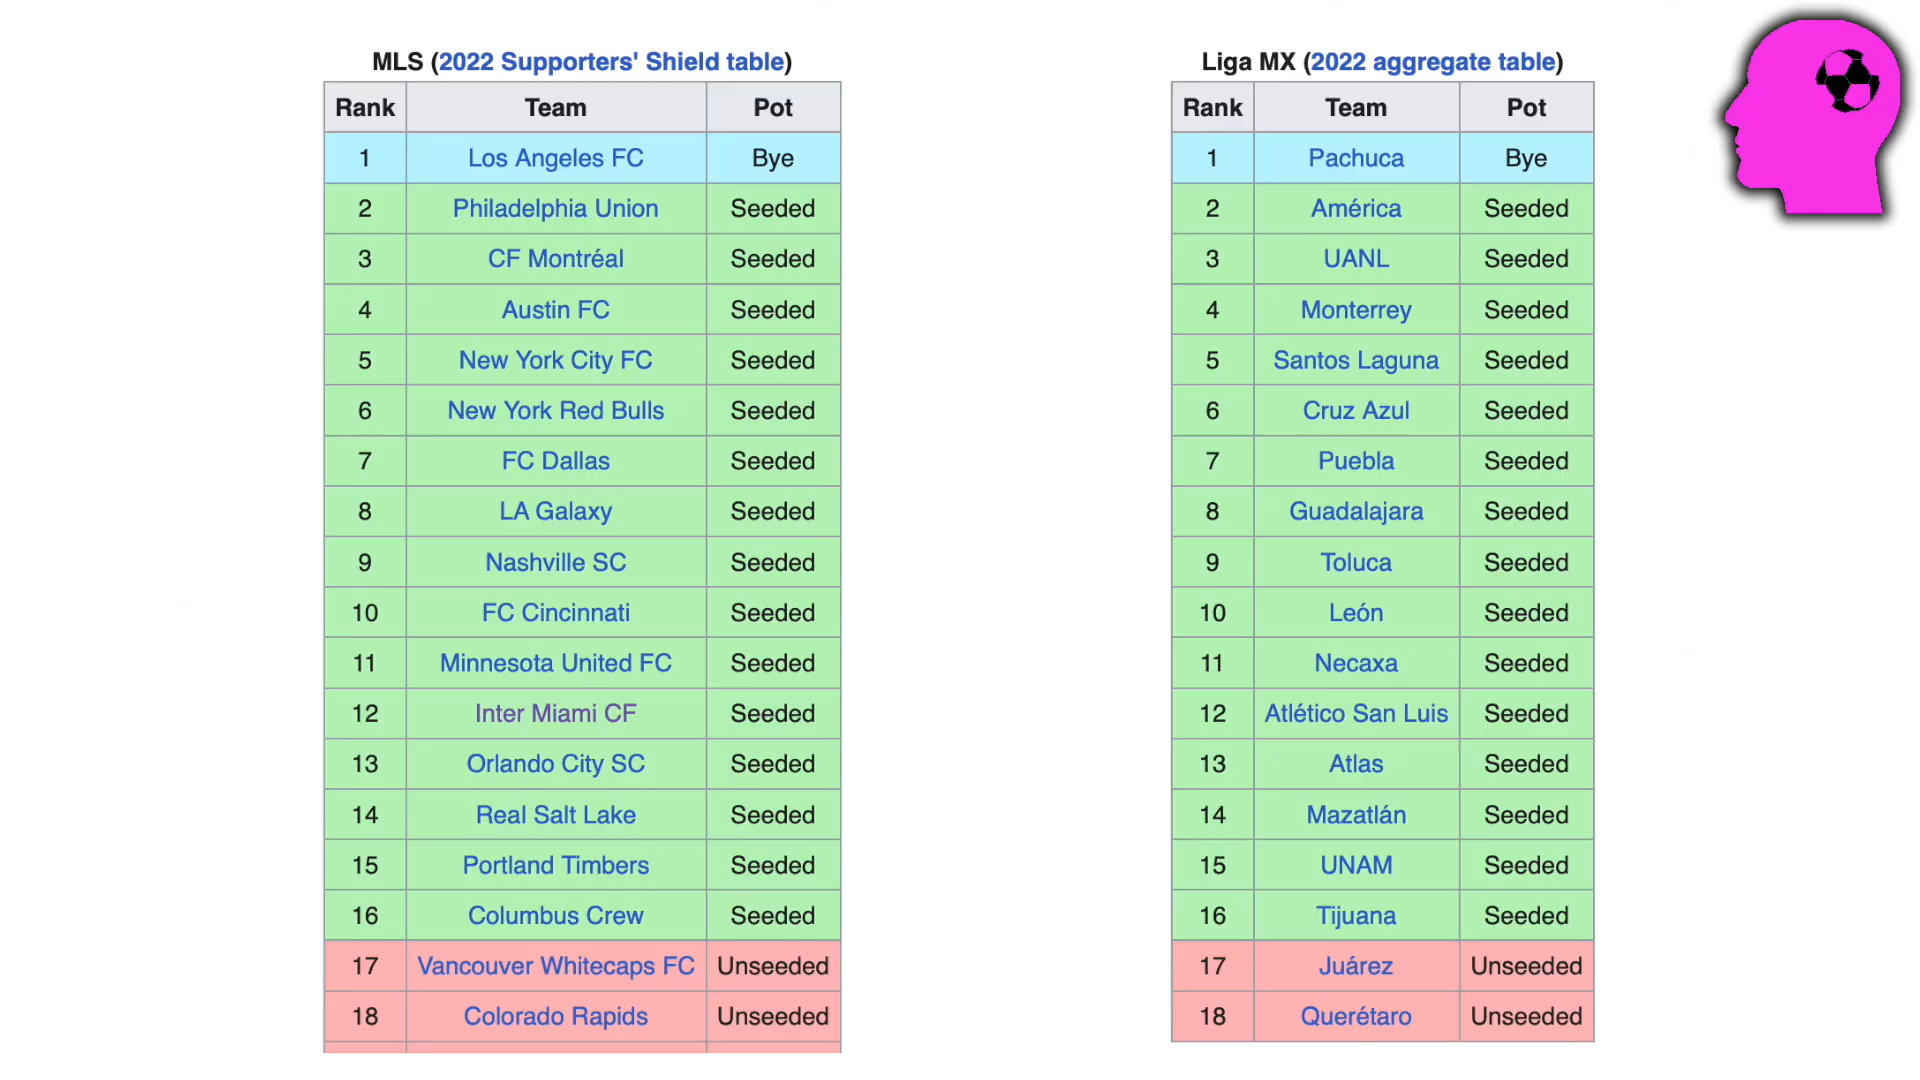 MLS (2022 Supporters' Shield table)
Rank Team Pot
1 Los Angeles FC Bye
2 Philadelphia Union Seeded
3 CF Montréal Seeded
4 Austin FC Seeded
5 New York City FC Seeded
6 New York Red Bulls Seeded
7 FC Dallas Seeded
8 LA Galaxy Seeded
9 Nashville SC Seeded
10 FC Cincinnati Seeded
11 Minnesota United FC Seeded
12 Inter Miami CF Seeded
13 Orlando City SC Seeded
14 Real Salt Lake Seeded
15 Portland Timbers Seeded
16 Columbus Crew Seeded
17 Vancouver Whitecaps FC Unseeded
18 Colorado Rapids Unseeded
Liga MX (2022 aggregate table)
Rank Team Pot
1 Pachuca Bye
2 América Seeded
3 UANL Seeded
4 Monterrey Seeded
5 Santos Laguna Seeded
6 Cruz Azul Seeded
7 Puebla Seeded
8 Guadalajara Seeded
9 Toluca Seeded
10 León Seeded
11 Necaxa Seeded
12 Atlético San Luis Seeded
13 Atlas Seeded
14 Mazatlán Seeded
15 UNAM Seeded
16 Tijuana Seeded
17 Juárez Unseeded
18 Querétaro Unseeded